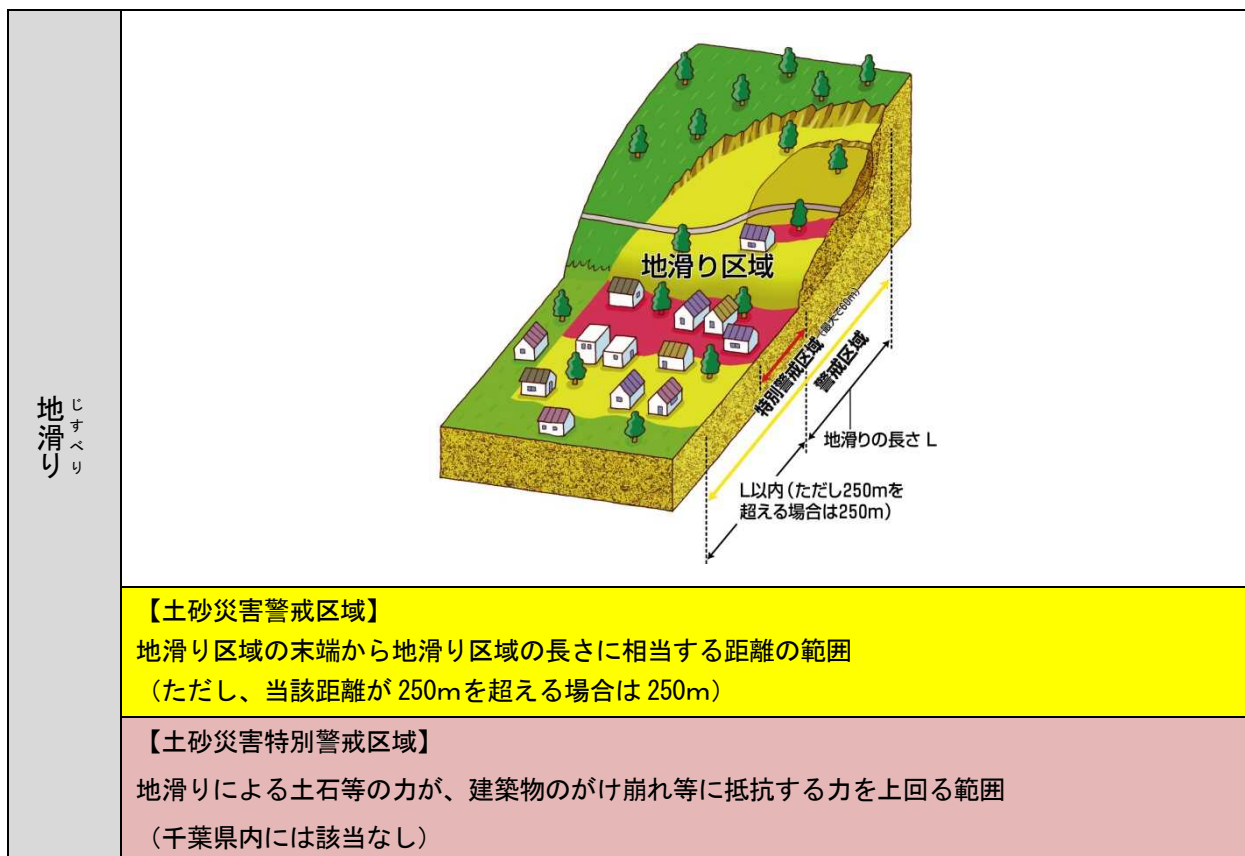 地滑り
じすべり
地滑り区域
特別警戒区域(最大で60m)
警戒区域
地滑りの長さ L
L以内(ただし250mを
超える場合は250m)
【土砂災害警戒区域】
地滑り区域の末端から地滑り区域の長さに相当する距離の範囲
(ただし、当該距離が 250mを超える場合は 250m)
【土砂災害特別警戒区域】
地滑りによる土石等の力が、建築物のがけ崩れ等に抵抗する力を上回る範囲
(千葉県内には該当なし)